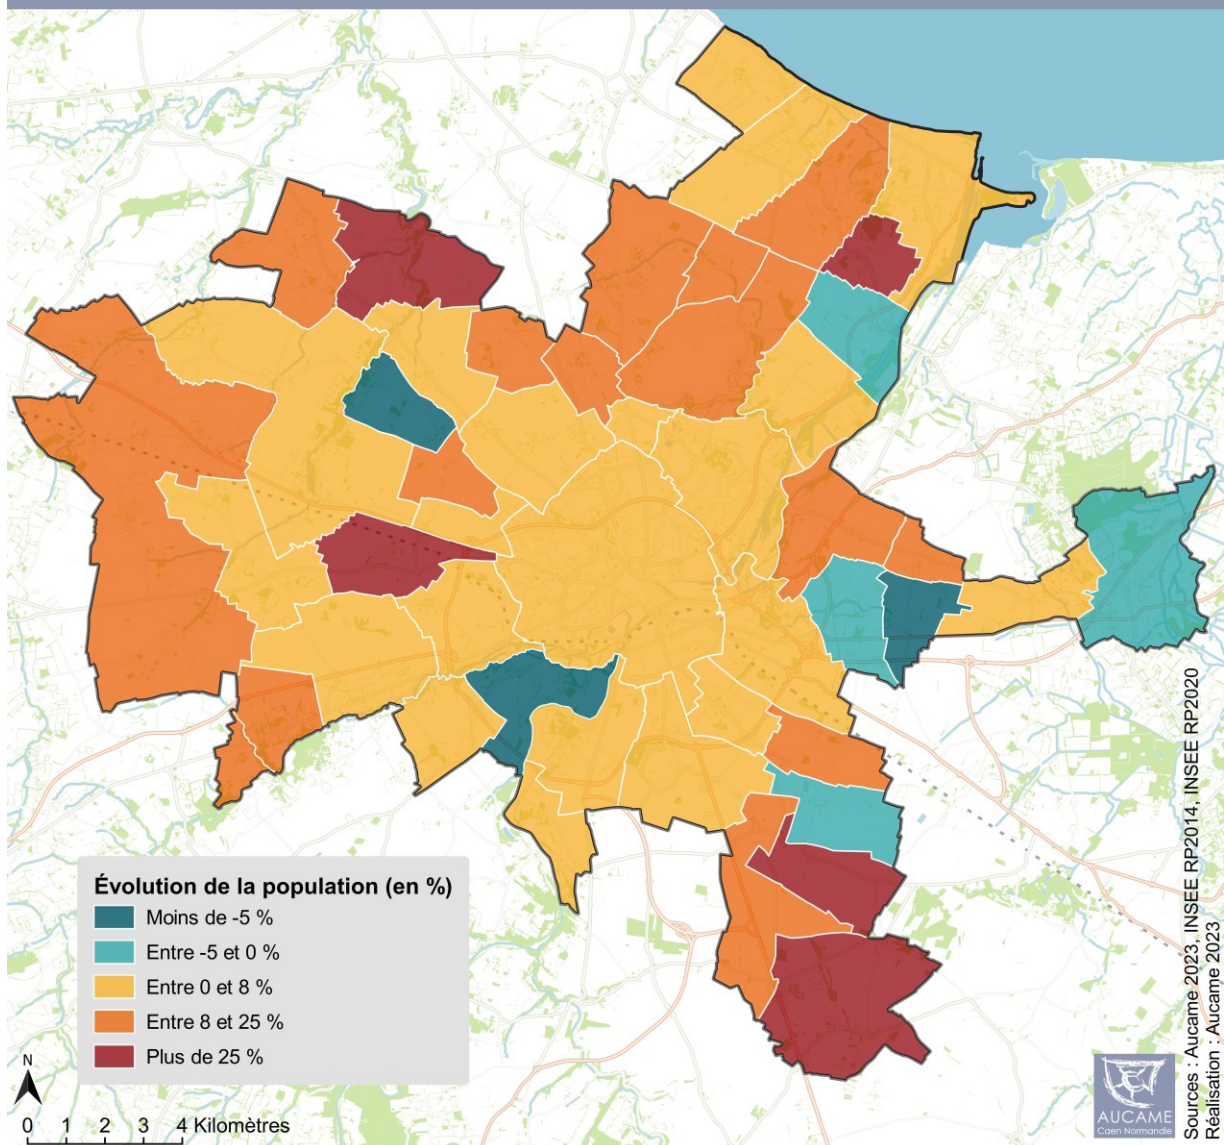 Évolution de la population (en %)
Moins de -5 %
Entre -5 et 0 %
Entre 0 et 8 %
Entre 8 et 25 %
Plus de 25 %
N
0 1 2 3 4 Kilomètres
Sources : Aucame 2023, INSEE RP2014, INSEE RP2020
Réalisation : Aucame 2023
AUCAME
Caen Normandie